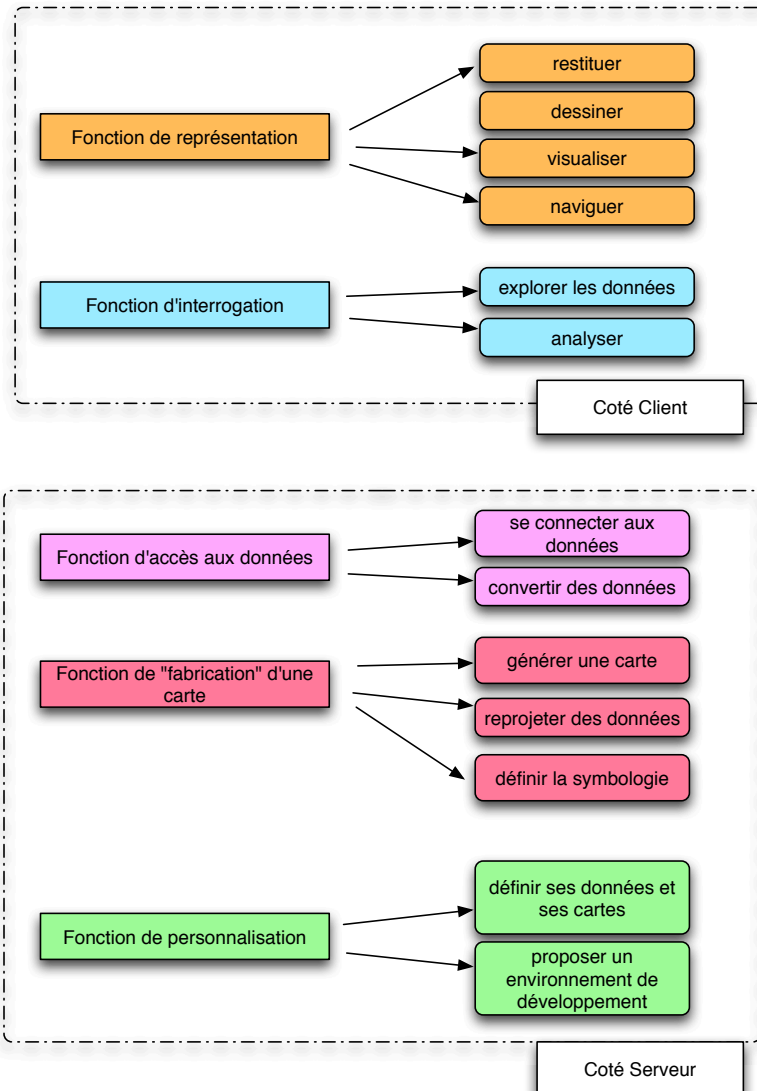 restituer
Fonction de représentation
dessiner
visualiser
naviguer
Fonction d'interrogation
explorer les données
analyser
Coté Client
Fonction d'accès aux données
se connecter aux
données
convertir des données
Fonction de "fabrication" d'une
carte
générer une carte
reprojeter des données
définir la symbologie
Fonction de personnalisation
définir ses données et
ses cartes
proposer un
environnement de
développement
Coté Serveur